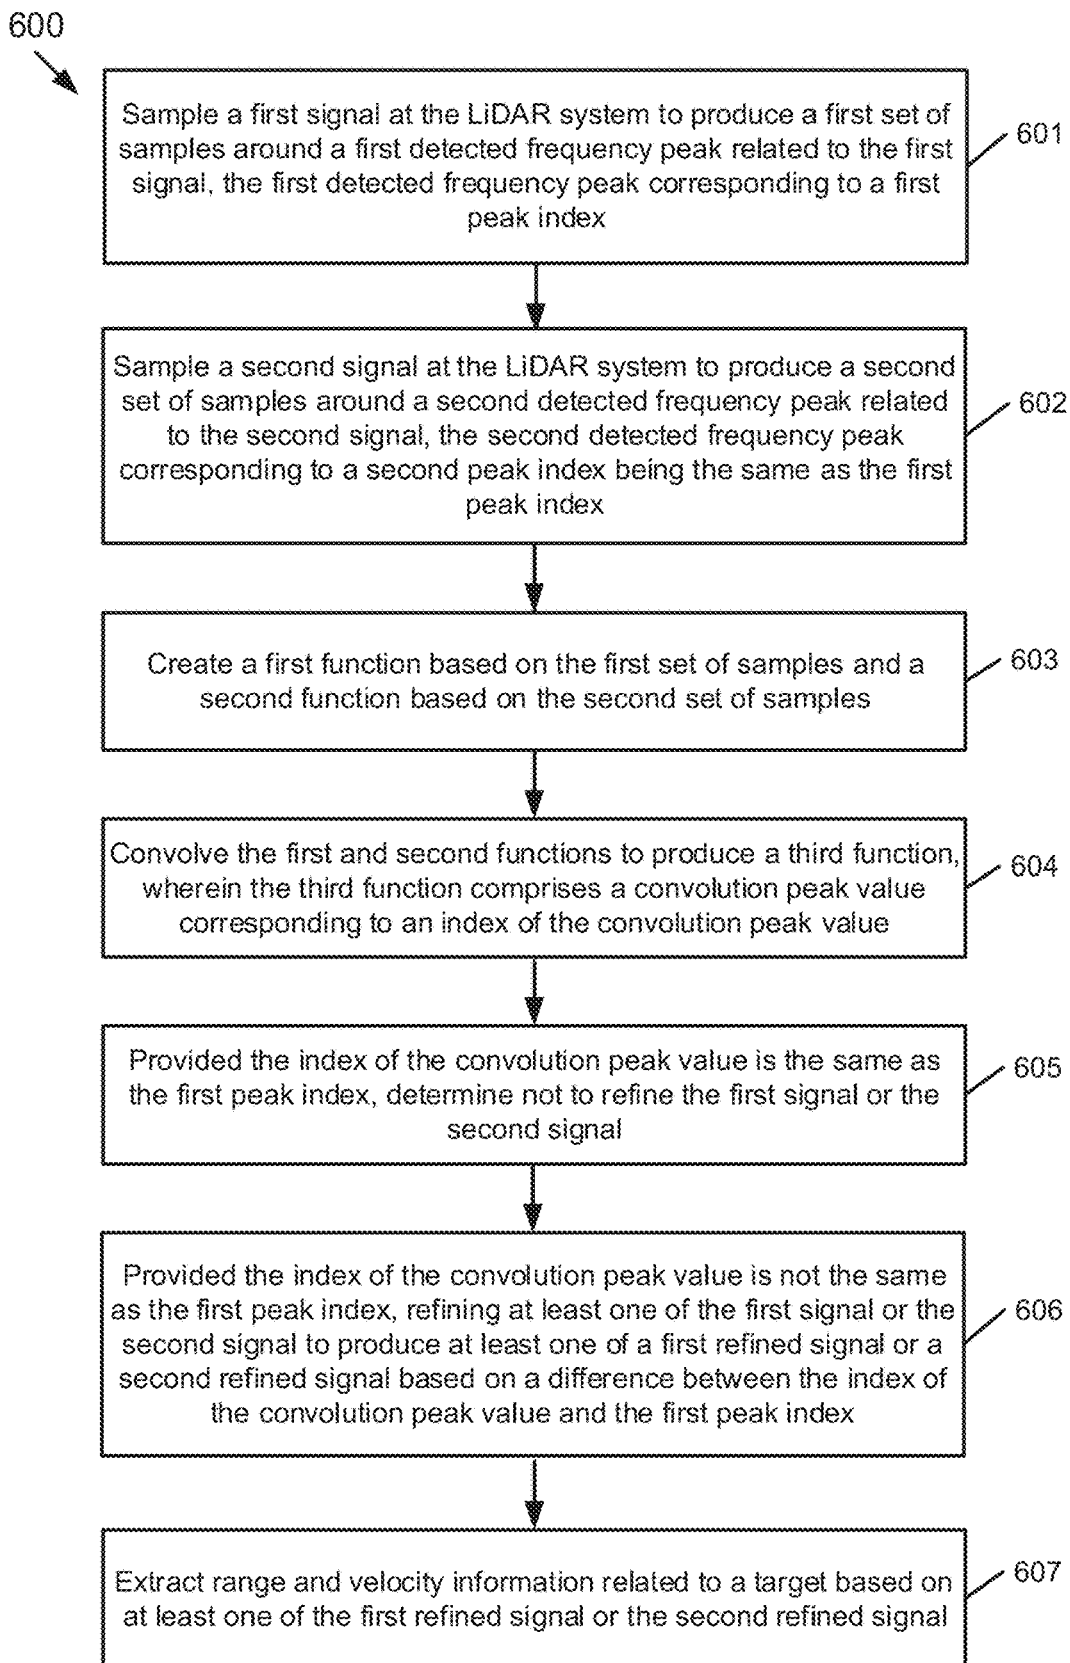 600
Sample a first signal at the LiDAR system to produce a first set of
samples around a first detected frequency peak related to the first
signal, the first detected frequency peak corresponding to a first
peak index
601
Sample a second signal at the LiDAR system to produce a second
set of samples around a second detected frequency peak related
to the second signal, the second detected frequency peak
corresponding to a second peak index being the same as the first
peak index
602
Create a first function based on the first set of samples and a
second function based on the second set of samples
603
Convolve the first and second functions to produce a third function,
wherein the third function comprises a convolution peak value
corresponding to an index of the convolution peak value
604
Provided the index of the convolution peak value is the same as
the first peak index, determine not to refine the first signal or the
second signal
605
Provided the index of the convolution peak value is not the same
as the first peak index, refining at least one of the first signal or the
second signal to produce at least one of a first refined signal or a
second refined signal based on a difference between the index of
the convolution peak value and the first peak index
606
Extract range and velocity information related to a target based on
at least one of the first refined signal or the second refined signal
607